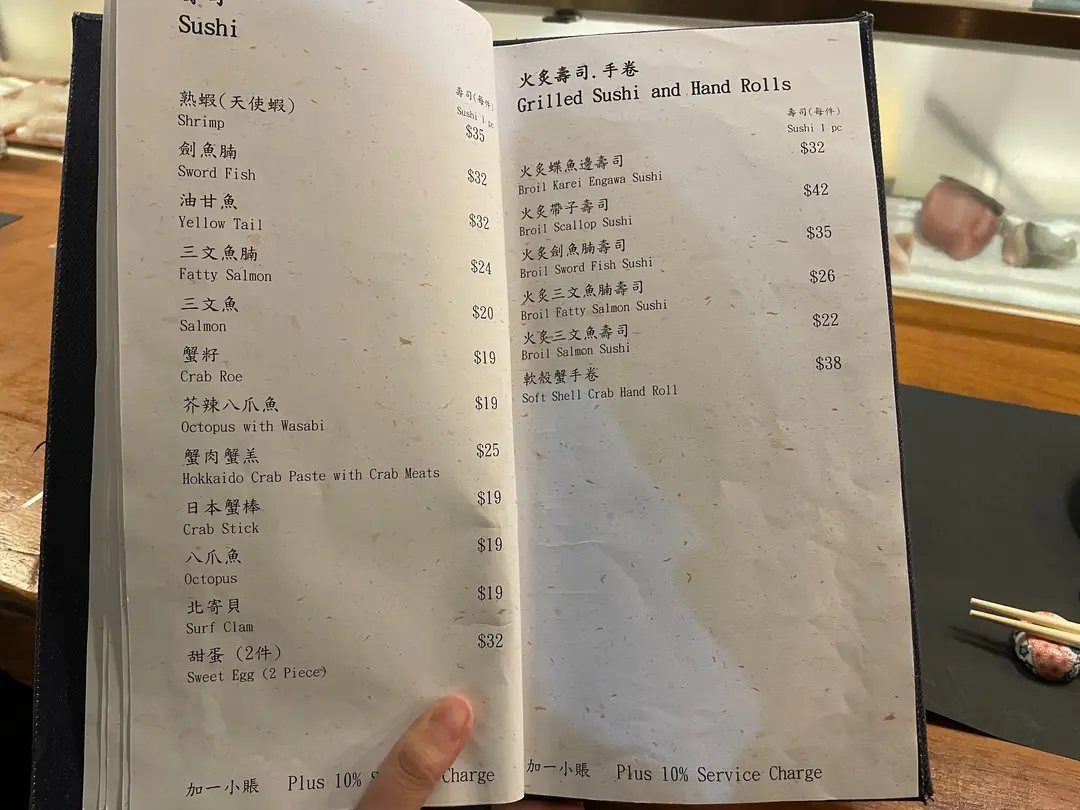 Sushi
壽司(每件)
Sushi 1 pc
熟蝦(天使蝦)
Shrimp
$35
劍魚腩
Sword Fish
$32
油甘魚
Yellow Tail
$32
三文魚腩
Fatty Salmon
$24
三文魚
Salmon
$20
蟹籽
Crab Roe
$19
芥辣八爪魚
Octopus with Wasabi
$19
蟹肉蟹羔
Hokkaido Crab Paste with Crab Meats
$25
日本蟹棒
Crab Stick
$19
八爪魚
Octopus
$19
北寄貝
Surf Clam
$19
甜蛋 (2件)
Sweet Egg (2 Piece)
$32
加一小賬 Plus 10% Charge
火炙壽司.手卷
Grilled Sushi and Hand Rolls
壽司(每件)
Sushi 1 pc
火炙蝶魚邊壽司
Broil Karei Engawa Sushi
$32
火炙帶子壽司
Broil Scallop Sushi
$42
火炙劍魚腩壽司
Broil Sword Fish Sushi
$35
火炙三文魚腩壽司
Broil Fatty Salmon Sushi
$26
火炙三文魚壽司
Broil Salmon Sushi
$22
軟殼蟹手卷
Soft Shell Crab Hand Roll
$38
加一小賬 Plus 10% Service Charge